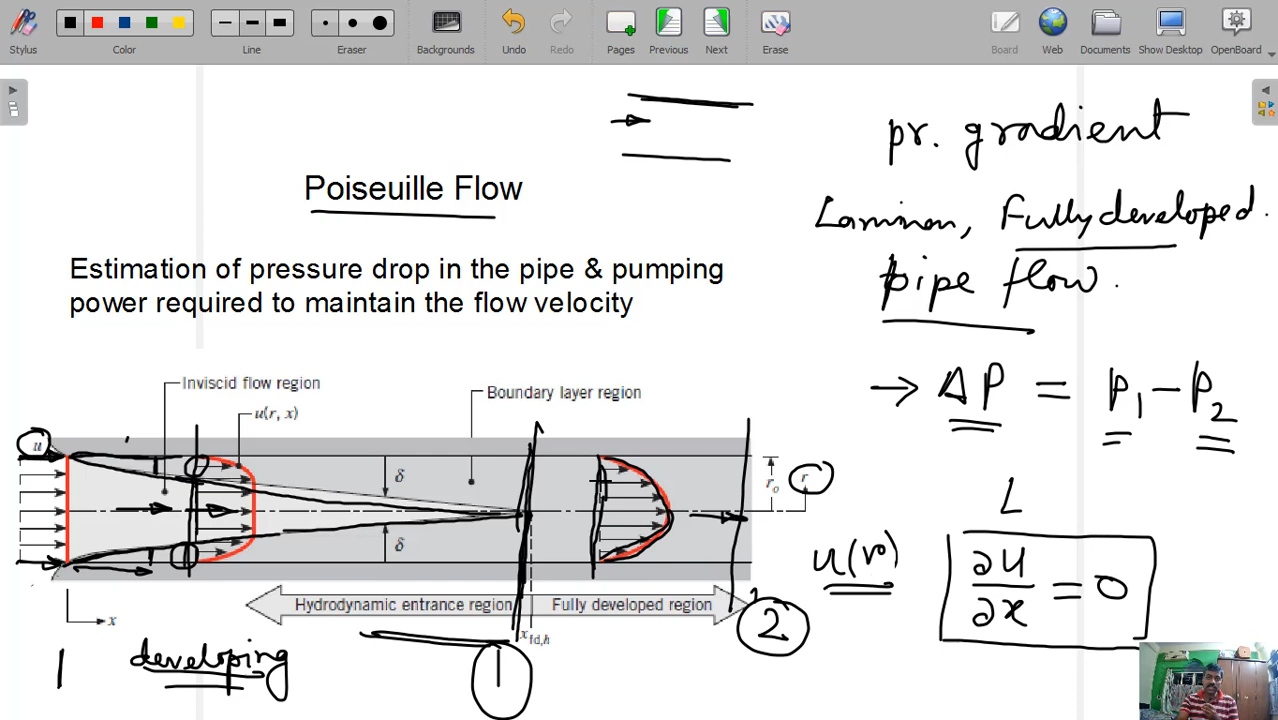 Stylus
Color
Line
Eraser
Backgrounds
Undo
Redo
Pages
Previous
Next
Erase
Board
Web
Documents
Show Desktop
OpenBoard
pr. gradient
Poiseuille Flow
Laminar, Fully developed.
pipe flow.
Estimation of pressure drop in the pipe & pumping
power required to maintain the flow velocity
→ ΔP = P1 - P2
L
u(r) ∂u/∂x = 0
Inviscid flow region
u(r, x)
Boundary layer region
u
δ
δ
r₀
r
Hydrodynamic entrance region
Fully developed region
x
x fd,h
1
developing
1
2